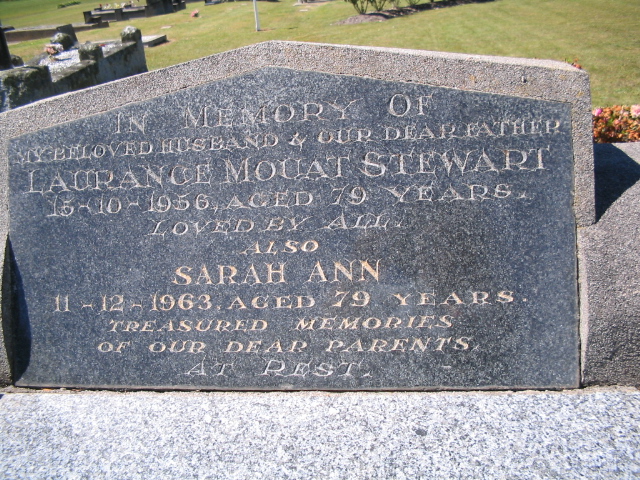 IN MEMORY OF
MY BELOVED HUSBAND & OUR DEAR FATHER
LAURANCE MOUAT STEWART
15-10-1956, AGED 79 YEARS.
LOVED BY ALL.
ALSO
SARAH ANN
11-12-1963, AGED 79 YEARS.
TREASURED MEMORIES
OF OUR DEAR PARENTS.
AT REST.